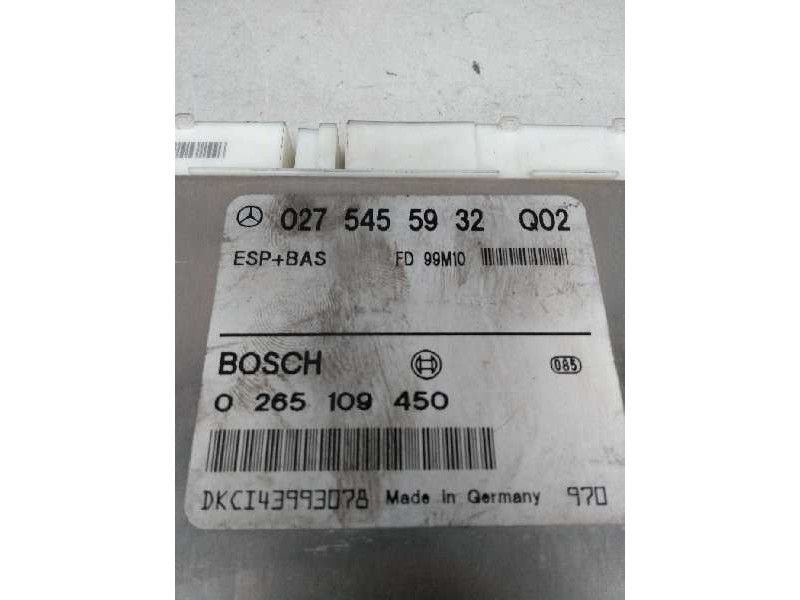 027 545 59 32 Q02
ESP+BAS FD 99M10
BOSCH 085
0 265 109 450
DKCI43993078 Made in Germany 970